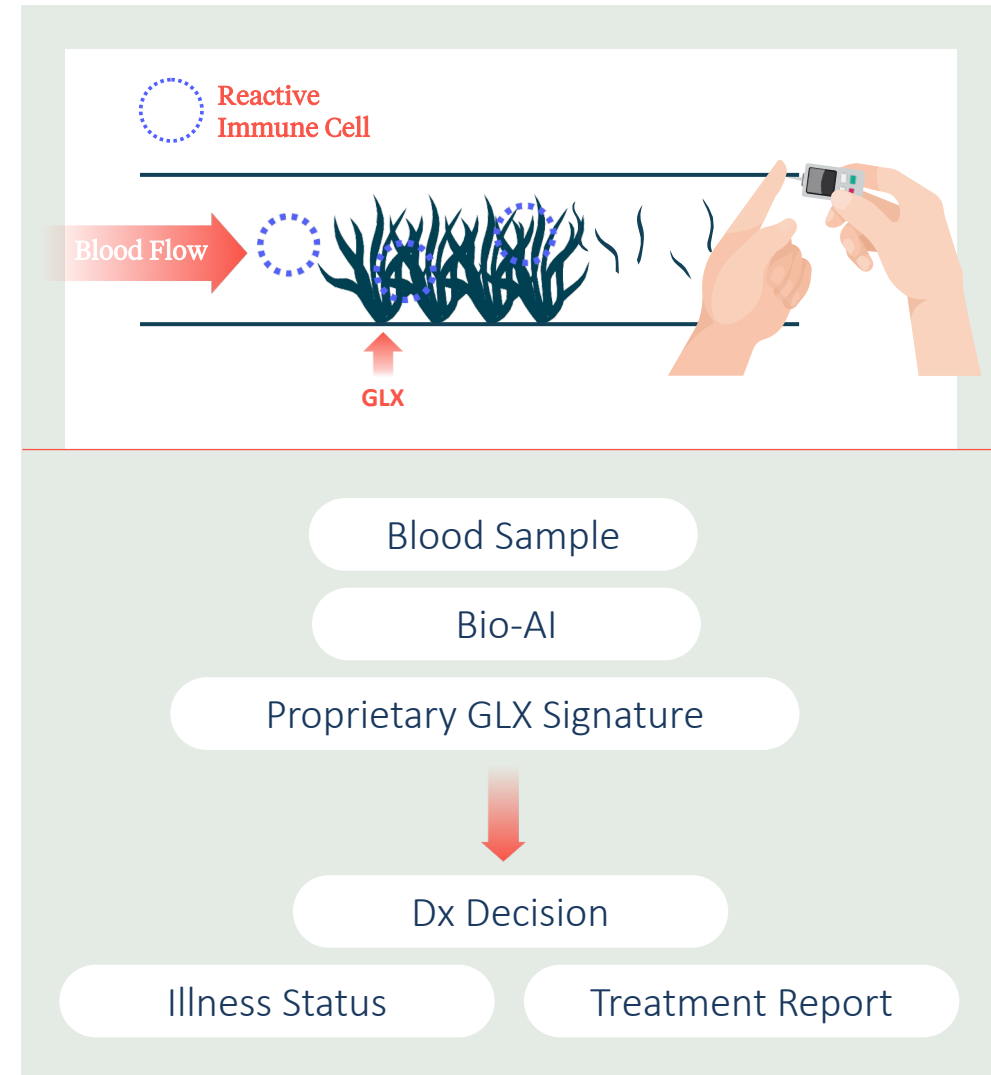 Reactive
Immune Cell
Blood Flow
GLX
Blood Sample
Bio-AI
Proprietary GLX Signature
Dx Decision
Illness Status
Treatment Report